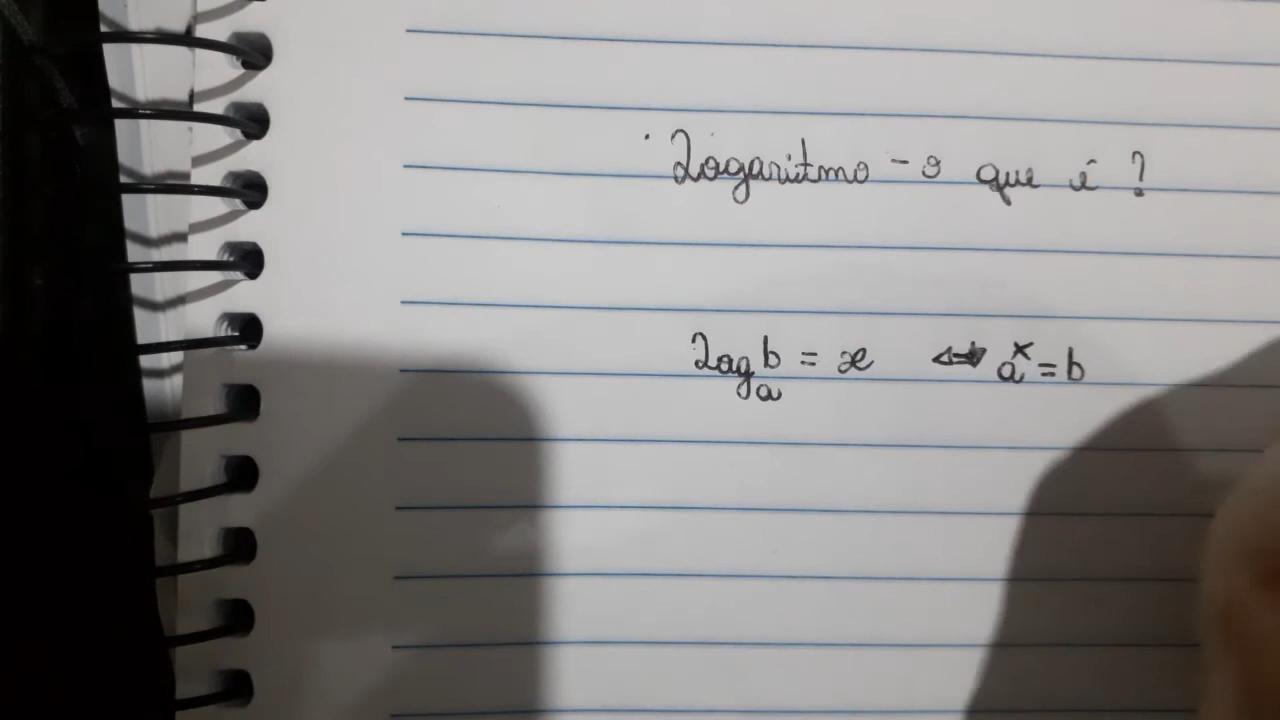 Logaritmo - o que é?
Log_a b = x ⇔ a^x = b